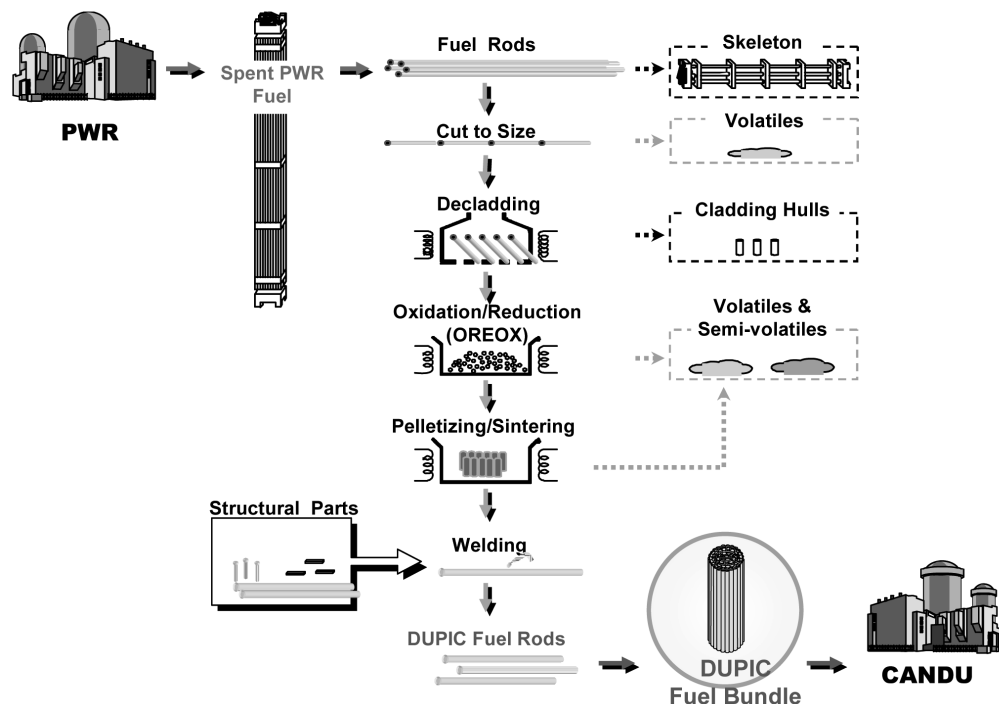 PWR
Spent PWR
Fuel
Fuel Rods
Skeleton
Cut to Size
Volatiles
Decladding
Cladding Hulls
Oxidation/Reduction
(OREOX)
Volatiles &
Semi-volatiles
Pelletizing/Sintering
Structural Parts
Welding
DUPIC Fuel Rods
DUPIC
Fuel Bundle
CANDU